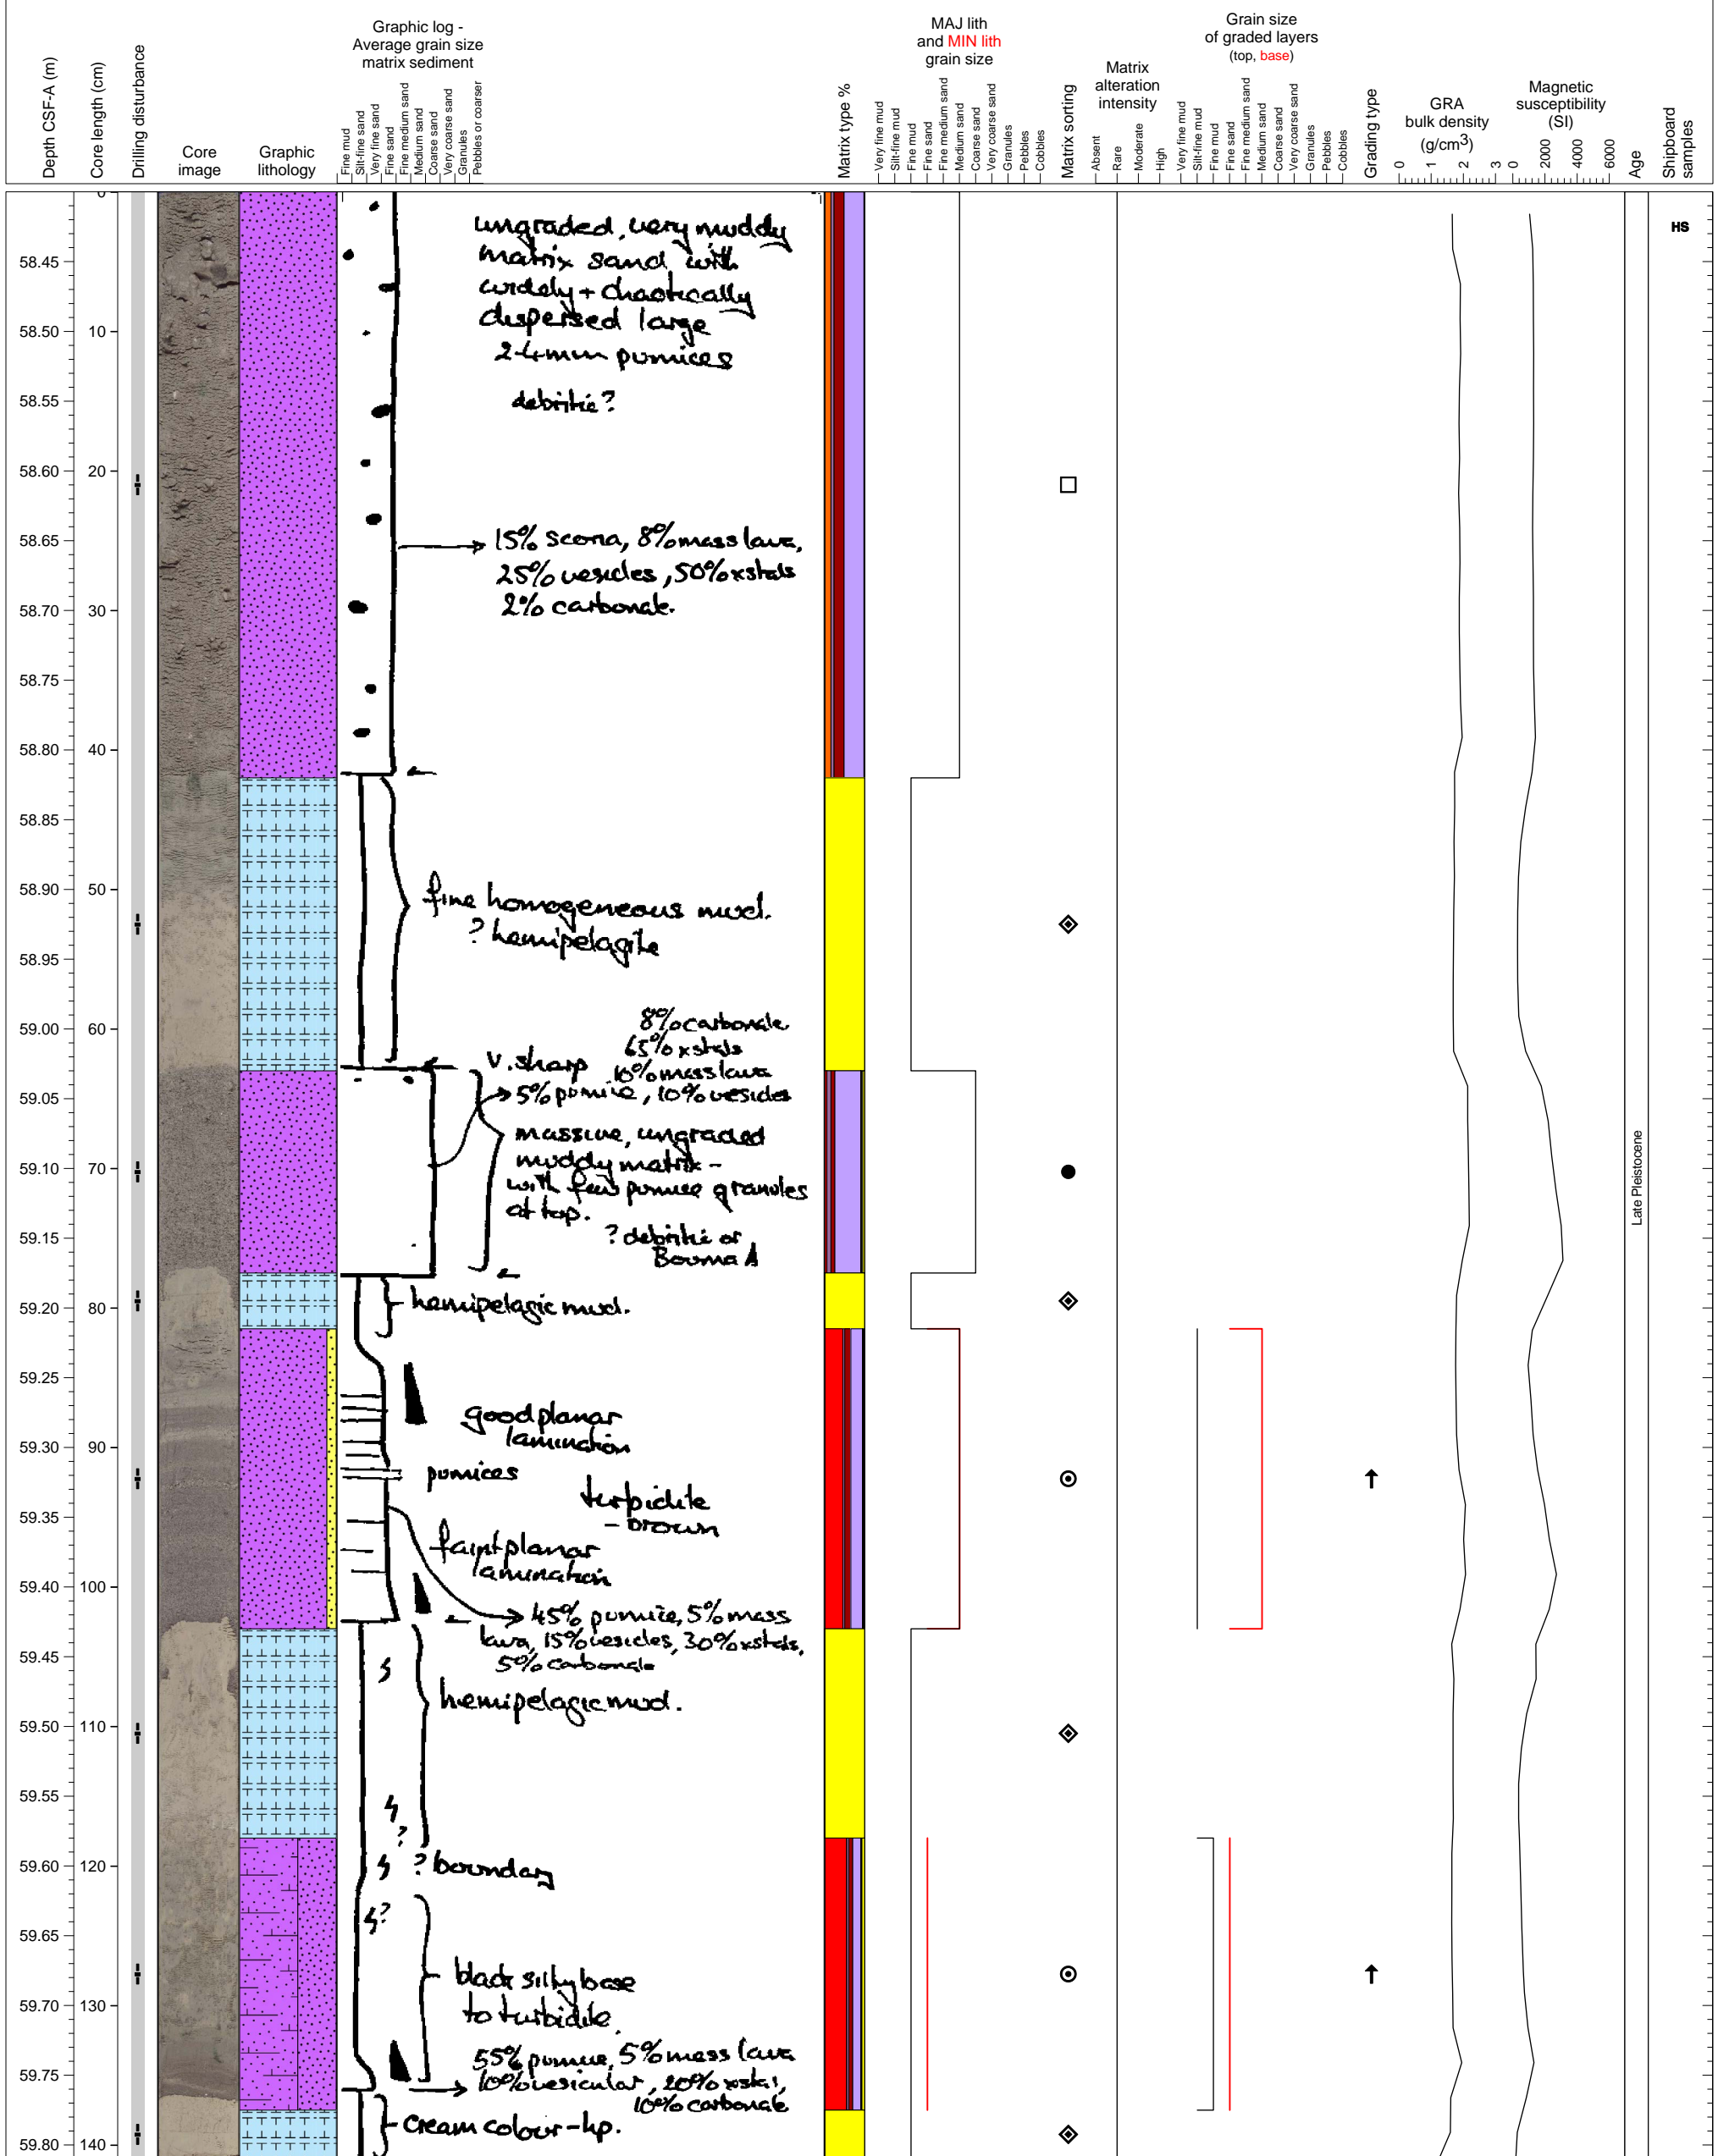 Depth CSF-A (m)
Core length (cm)
Drilling disturbance
Core
image
Graphic
lithology
Graphic log -
Average grain size
matrix sediment
Fine mud
Silt-fine sand
Very fine sand
Fine sand
Fine medium sand
Medium sand
Coarse sand
Very coarse sand
Granules
Pebbles or coarser
Matrix type %
MAJ lith
and MIN lith
grain size
Very fine mud
Silt-fine mud
Fine mud
Fine sand
Fine medium sand
Medium sand
Coarse sand
Very coarse sand
Granules
Pebbles
Cobbles
Matrix sorting
Matrix
alteration
intensity
Absent
Rare
Moderate
High
Grain size
of graded layers
(top, base)
Very fine mud
Silt-fine mud
Fine mud
Fine sand
Fine medium sand
Medium sand
Coarse sand
Very coarse sand
Granules
Pebbles
Cobbles
Grading type
GRA
bulk density
(g/cm3)
0 1 2 3
Magnetic
susceptibility
(SI)
0 2000 4000 6000
Age
Shipboard
samples
0
58.45
58.50 10
58.55
58.60 20
58.65
58.70 30
58.75
58.80 40
58.85
58.90 50
58.95
59.00 60
59.05
59.10 70
59.15
59.20 80
59.25
59.30 90
59.35
59.40 100
59.45
59.50 110
59.55
59.60 120
59.65
59.70 130
59.75
59.80 140
ungraded, very muddy
matrix sand with
widely + chaotically
dispersed large
2-4mm pumices
debrite?
15% scoria, 8% mass lava,
25% vesicles, 50% xstals
2% carbonate.
fine homogeneous mud.
? hemipelagite
8% carbonate
65% xstals
v. sharp 10% mass lava
5% pumice, 10% vesicles
massive, ungraded
muddy matrix -
with few pumice granules
at top.
? debrite or
Bouma A
hemipelagic mud.
good planar
lamination
pumices
turbidite
- brown
faint planar
lamination
45% pumice, 5% mass
lava, 15% vesicles, 30% xstals,
5% carbonate
hemipelagic mud.
?
? boundary
?
black silty base
to turbidite.
55% pumice, 5% mass lava
10% vesicular, 20% xstal,
10% carbonate
cream colour - hp.
Late Pleistocene
HS